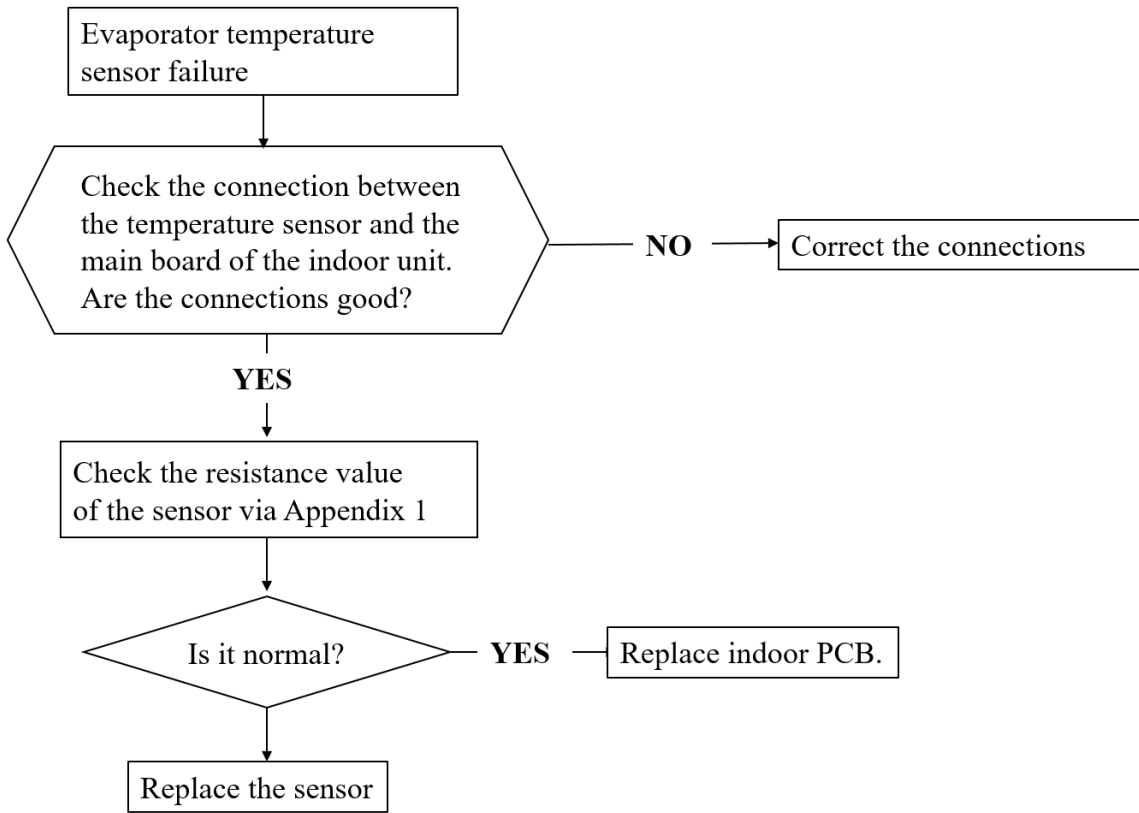 Evaporator temperature
sensor failure
Check the connection between
the temperature sensor and the
main board of the indoor unit.
Are the connections good?
NO
Correct the connections
YES
Check the resistance value
of the sensor via Appendix 1
Is it normal?
YES
Replace indoor PCB.
Replace the sensor